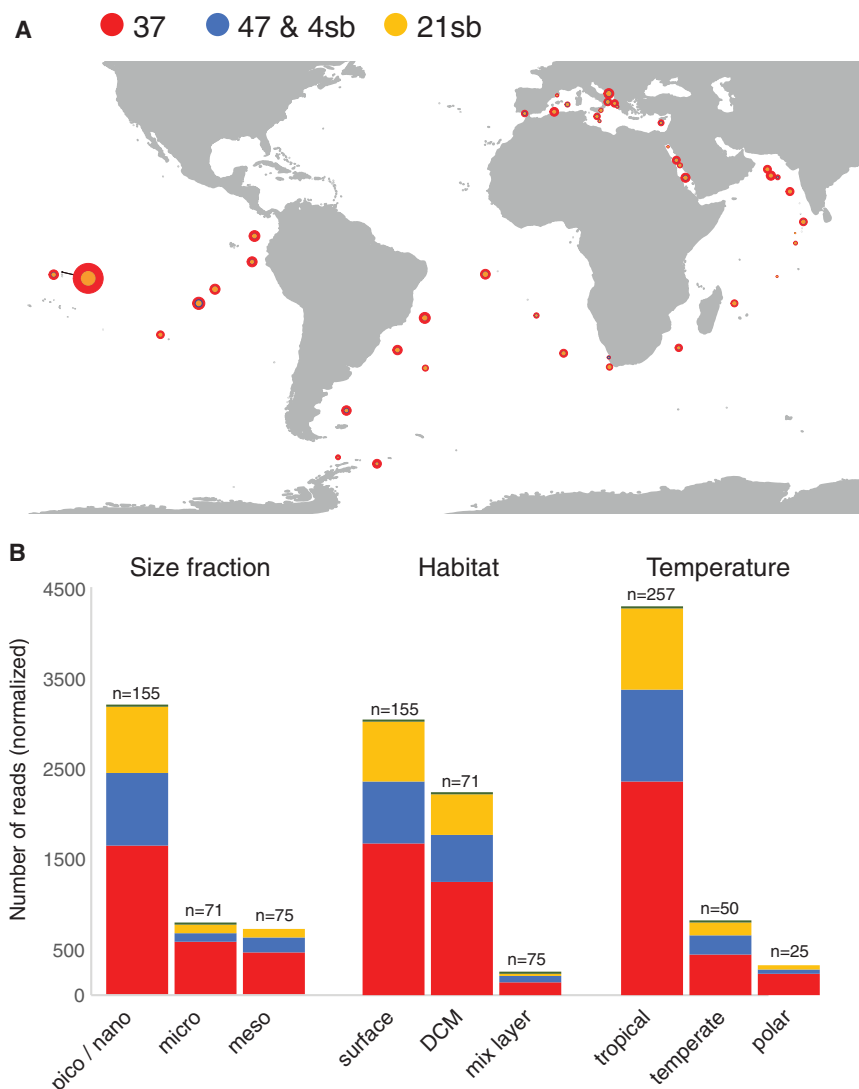 A
37 47 & 4sb 21sb
B
Size fraction Habitat Temperature
Number of reads (normalized)
4500
3500
2500
1500
500
0
n=155
n=71
n=75
n=155
n=71
n=75
n=257
n=50
n=25
pico / nano
micro
meso
surface
DCM
mix layer
tropical
temperate
polar